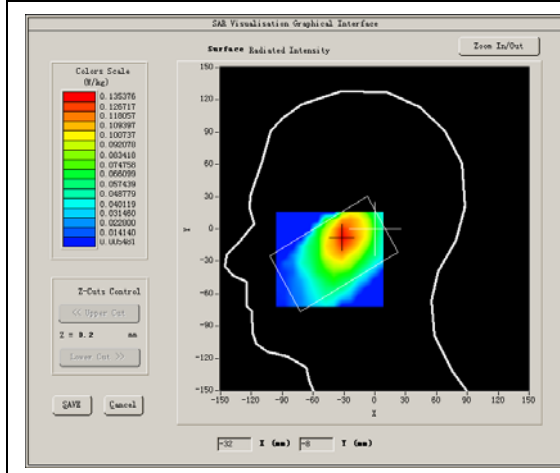 SAR Visualisation Graphical Interface
Surface Radiated Intensity
Zoom In/Out
Colors Scale
(W/kg)
0.135376
0.126717
0.118057
0.109397
0.100737
0.092078
0.083418
0.074758
0.066099
0.057439
0.048779
0.040119
0.031460
0.022800
0.014140
0.005481
150
120
90
60
30
0
-30
-60
-90
-120
-150
Y
-150 -120 -90 -60 -30 0 30 60 90 120 150
X
Z-Cuts Control
<< Upper Cut
Z = 0.2 mm
Lower Cut >>
SAVE Cancel
-32 X (mm) -8 Y (mm)